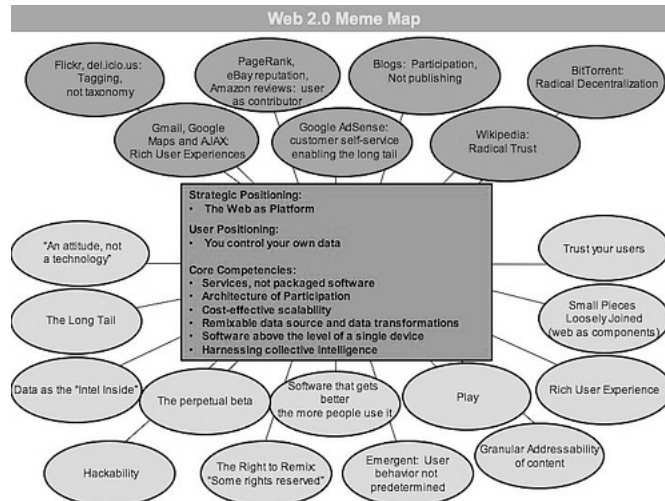 Web 2.0 Meme Map
Flickr, del.icio.us:
Tagging,
not taxonomy
PageRank,
eBay reputation,
Amazon reviews: user
as contributor
Blogs: Participation,
Not publishing
BitTorrent:
Radical Decentralization
Gmail, Google
Maps and AJAX:
Rich User Experiences
Google AdSense:
customer self-service
enabling the long tail
Wikipedia:
Radical Trust
Strategic Positioning:
• The Web as Platform
User Positioning:
• You control your own data
Core Competencies:
• Services, not packaged software
• Architecture of Participation
• Cost-effective scalability
• Remixable data source and data transformations
• Software above the level of a single device
• Harnessing collective intelligence
"An attitude, not
a technology"
Trust your users
The Long Tail
Small Pieces
Loosely Joined
(web as components)
Data as the "Intel Inside"
The perpetual beta
Software that gets
better
the more people use it
Play
Rich User Experience
Hackability
The Right to Remix:
"Some rights reserved"
Emergent: User
behavior not
predetermined
Granular Addressability
of content